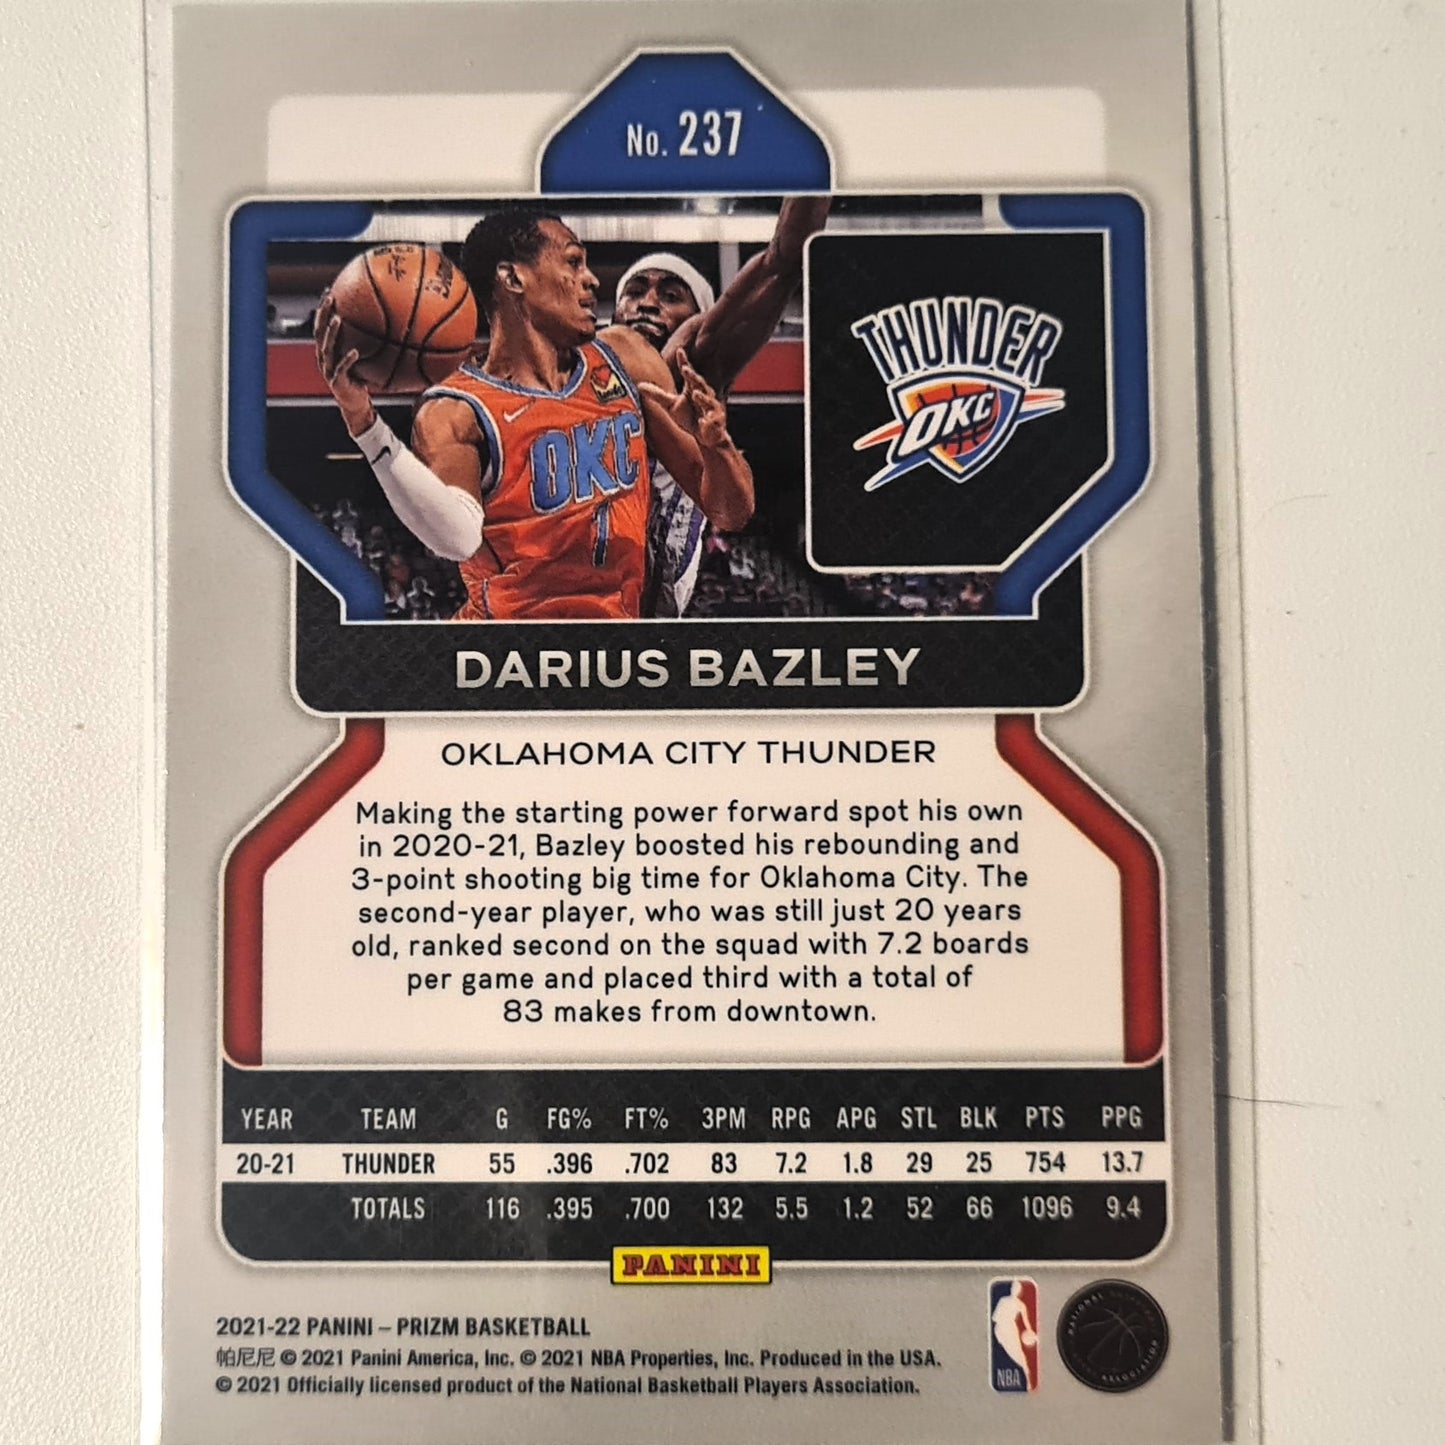 No. 237
THUNDER
OKC
OKC
1
DARIUS BAZLEY
OKLAHOMA CITY THUNDER
Making the starting power forward spot his own
in 2020-21, Bazley boosted his rebounding and
3-point shooting big time for Oklahoma City. The
second-year player, who was still just 20 years
old, ranked second on the squad with 7.2 boards
per game and placed third with a total of
83 makes from downtown.
YEAR TEAM G FG% FT% 3PM RPG APG STL BLK PTS PPG
20-21 THUNDER 55 .396 .702 83 7.2 1.8 29 25 754 13.7
TOTALS 116 .395 .700 132 5.5 1.2 52 66 1096 9.4
PANINI
2021-22 PANINI – PRIZM BASKETBALL
帕尼尼 © 2021 Panini America, Inc. © 2021 NBA Properties, Inc. Produced in the USA.
© 2021 Officially licensed product of the National Basketball Players Association.
NBA